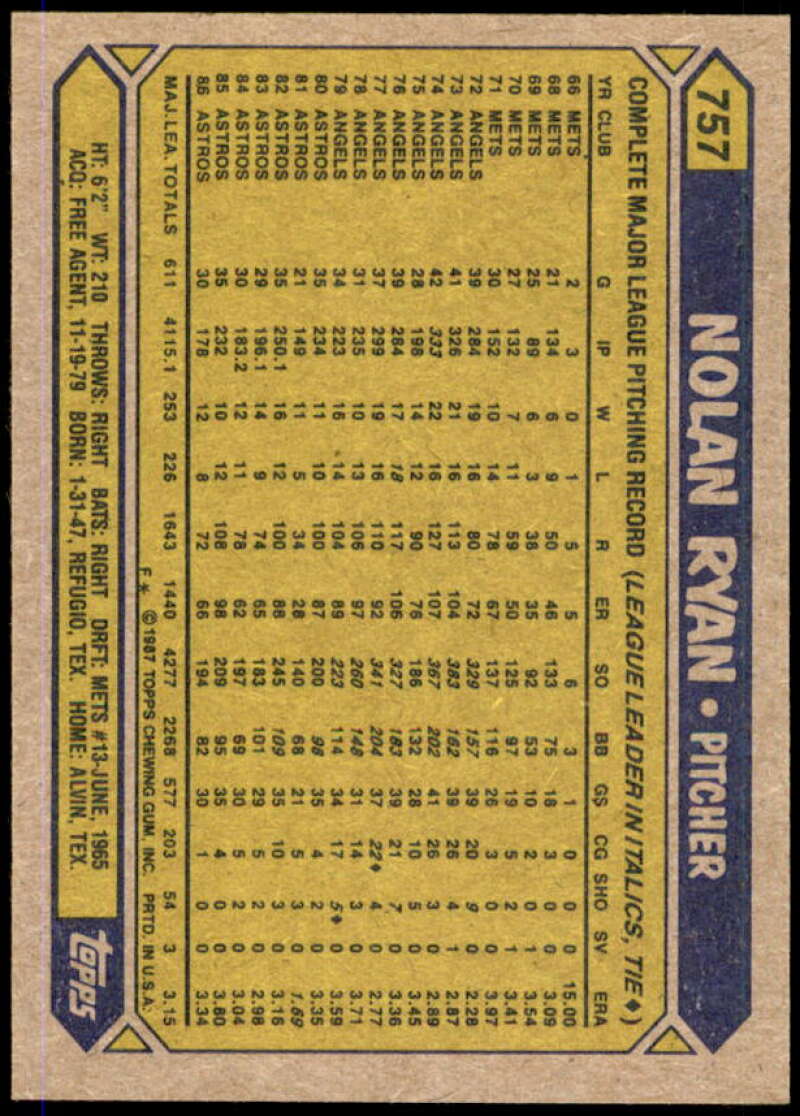 757
NOLAN RYAN • PITCHER
COMPLETE MAJOR LEAGUE PITCHING RECORD (LEAGUE LEADER IN ITALICS, TIE♦)
YR CLUB G IP W L R ER SO BB GS CG SHO SV ERA
66 METS 2 3 0 1 5 5 6 3 1 0 0 0 15.00
68 METS 21 134 6 9 50 46 133 75 18 3 0 0 3.09
69 METS 25 89 6 3 38 35 92 53 10 2 0 1 3.54
70 METS 27 132 7 11 59 50 125 97 19 5 2 1 3.41
71 METS 30 152 10 14 78 67 137 116 26 3 0 0 3.97
72 ANGELS 39 284 19 16 80 72 329 157 39 20 9 0 2.28
73 ANGELS 41 326 21 16 113 104 383 162 39 26 4 1 2.87
74 ANGELS 42 333 22 16 127 107 367 202 41 26 3 0 2.89
75 ANGELS 28 198 14 12 90 76 186 132 28 10 5 0 3.45
76 ANGELS 39 284 17 18 117 106 327 183 39 21 7 0 3.36
77 ANGELS 37 299 19 16 110 92 341 204 37 22♦ 4 0 2.77
78 ANGELS 31 235 10 13 106 97 260 148 31 14 3 0 3.71
79 ANGELS 34 223 16 14 104 89 223 114 34 17 5♦ 0 3.59
80 ASTROS 35 234 11 10 100 87 200 98 35 4 2 0 3.35
81 ASTROS 21 149 11 5 34 28 140 68 21 5 3 0 1.69
82 ASTROS 35 250.1 16 12 100 88 245 109 35 10 3 0 3.16
83 ASTROS 29 196.1 14 9 74 65 183 101 29 5 2 0 2.98
84 ASTROS 30 183.2 12 11 78 62 197 69 30 5 2 0 3.04
85 ASTROS 35 232 10 12 108 98 209 95 35 4 0 0 3.80
86 ASTROS 30 178 12 8 72 66 194 82 30 1 0 0 3.34
MAJ. LEA. TOTALS 611 4115.1 253 226 1643 1440 4277 2268 577 203 54 3 3.15
F* ©1987 TOPPS CHEWING GUM, INC. PRTD. IN U.S.A.
HT: 6'2" WT: 210 THROWS: RIGHT BATS: RIGHT DRFT: METS #13-JUNE, 1965
ACQ: FREE AGENT, 11-19-79 BORN: 1-31-47, REFUGIO, TEX. HOME: ALVIN, TEX.
topps